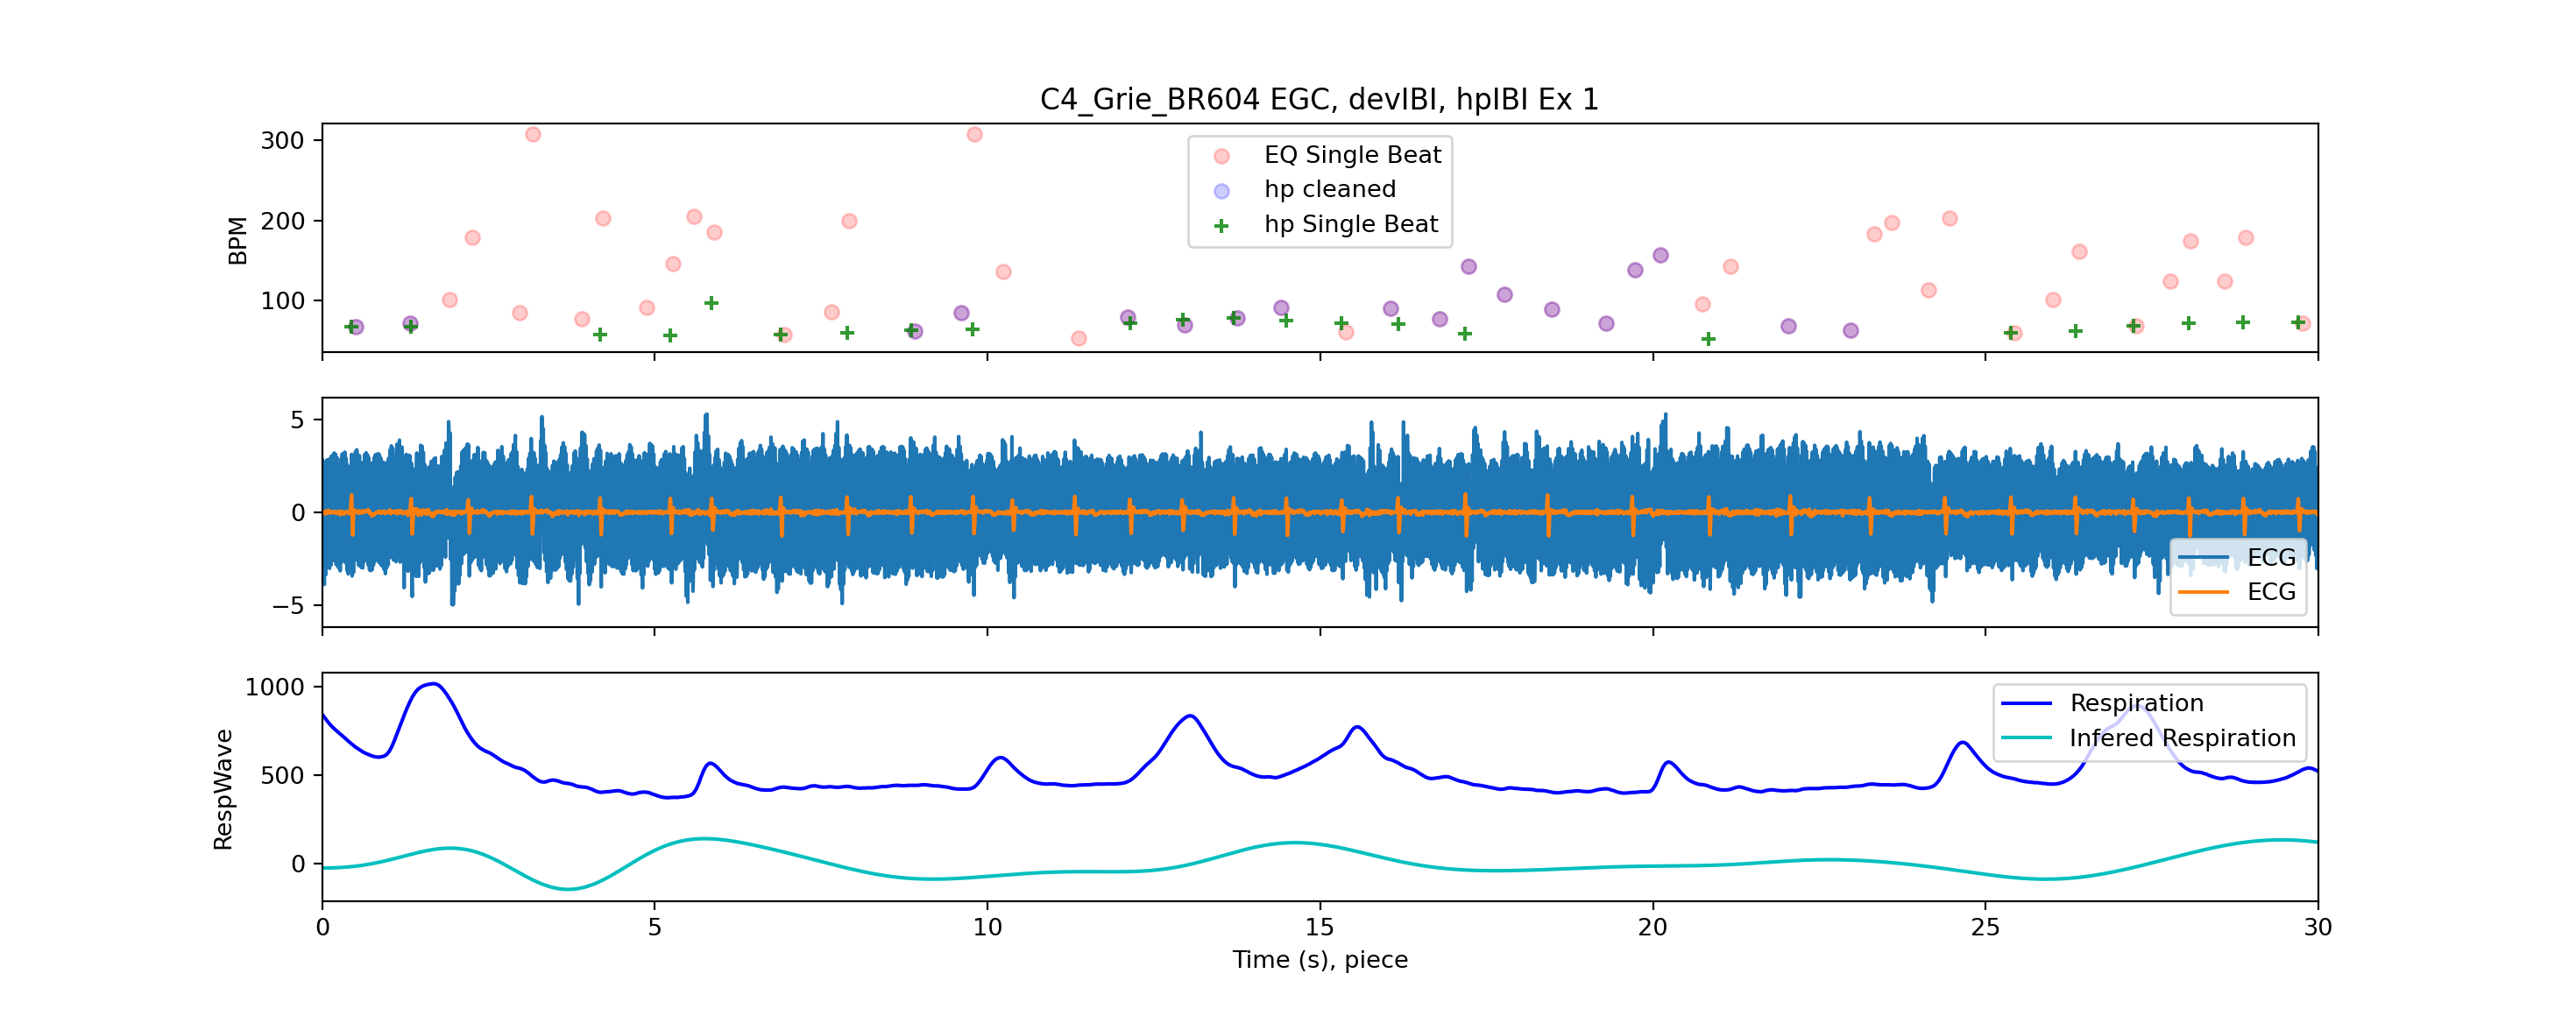 C4_Grie_BR604 EGC, devIBI, hpIBI Ex 1
300
200
100
BPM
EQ Single Beat
hp cleaned
hp Single Beat
5
0
−5
ECG
ECG
1000
500
0
RespWave
Respiration
Infered Respiration
0 5 10 15 20 25 30
Time (s), piece